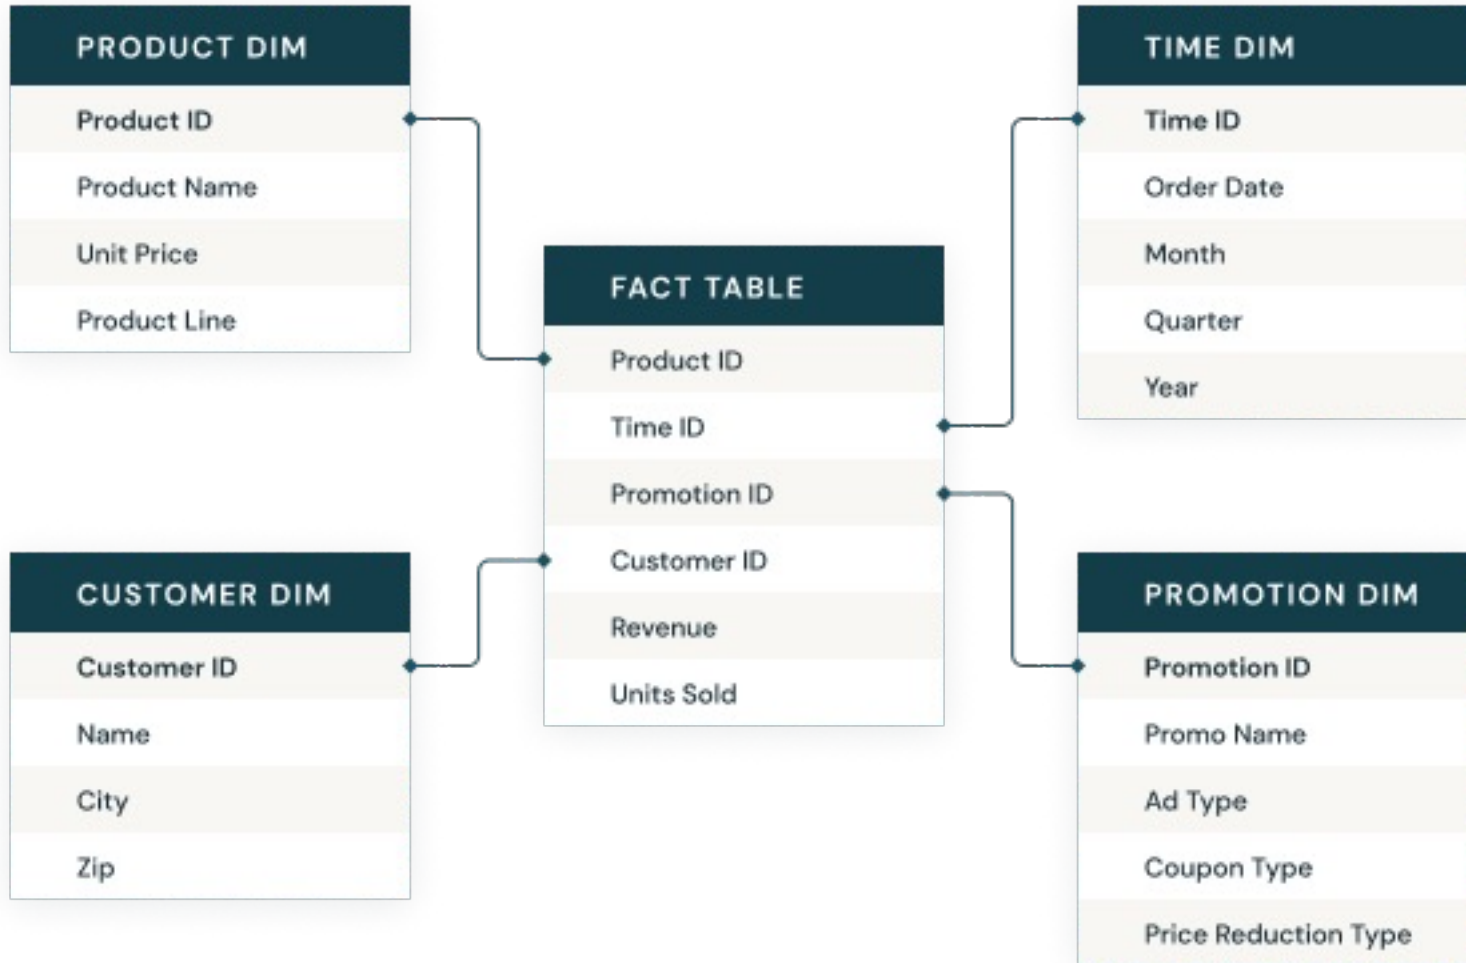 PRODUCT DIM
Product ID
Product Name
Unit Price
Product Line
TIME DIM
Time ID
Order Date
Month
Quarter
Year
FACT TABLE
Product ID
Time ID
Promotion ID
Customer ID
Revenue
Units Sold
CUSTOMER DIM
Customer ID
Name
City
Zip
PROMOTION DIM
Promotion ID
Promo Name
Ad Type
Coupon Type
Price Reduction Type